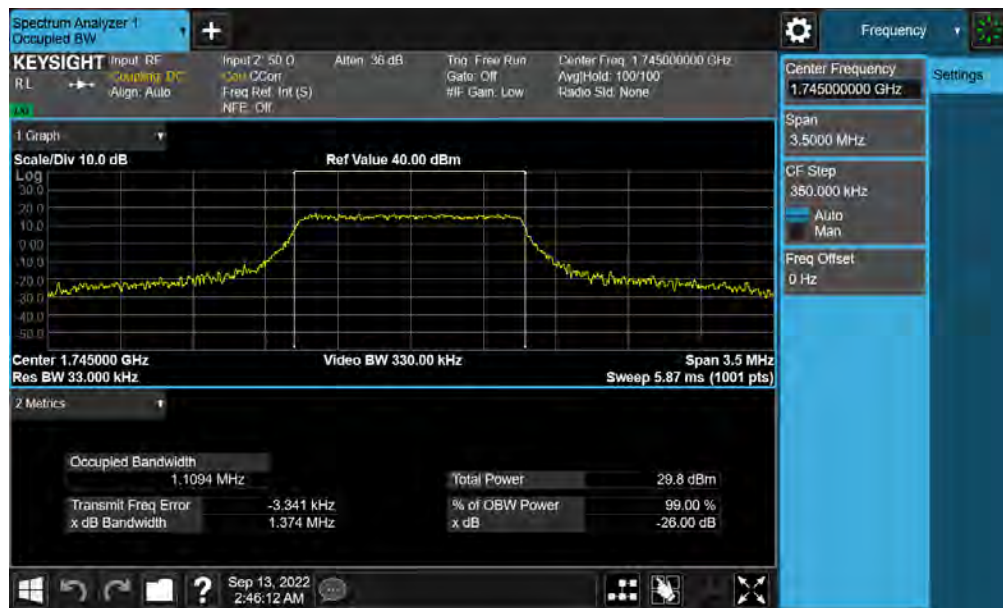 Spectrum Analyzer 1
Occupied BW
Frequency
KEYSIGHT
Input: RF
Coupling: DC
Align: Auto
RL
Input Z: 50 Ω
Corr CCorr
Freq Ref: Int (S)
NFE: Off
Atten: 36 dB
Trig: Free Run
Gate: Off
#IF Gain: Low
Center Freq: 1.745000000 GHz
Avg|Hold: 100/100
Radio Std: None
Center Frequency
1.745000000 GHz
Settings
Span
3.5000 MHz
CF Step
350.000 kHz
Auto
Man
Freq Offset
0 Hz
1 Graph
Scale/Div 10.0 dB
Ref Value 40.00 dBm
Log
30.0
20.0
10.0
0.00
-10.0
-20.0
-30.0
-40.0
-50.0
Center 1.745000 GHz
Video BW 330.00 kHz
Span 3.5 MHz
Res BW 33.000 kHz
Sweep 5.87 ms (1001 pts)
2 Metrics
Occupied Bandwidth
1.1094 MHz
Total Power
29.8 dBm
Transmit Freq Error
-3.341 kHz
% of OBW Power
99.00 %
x dB Bandwidth
1.374 MHz
x dB
-26.00 dB
?
Sep 13, 2022
2:46:12 AM